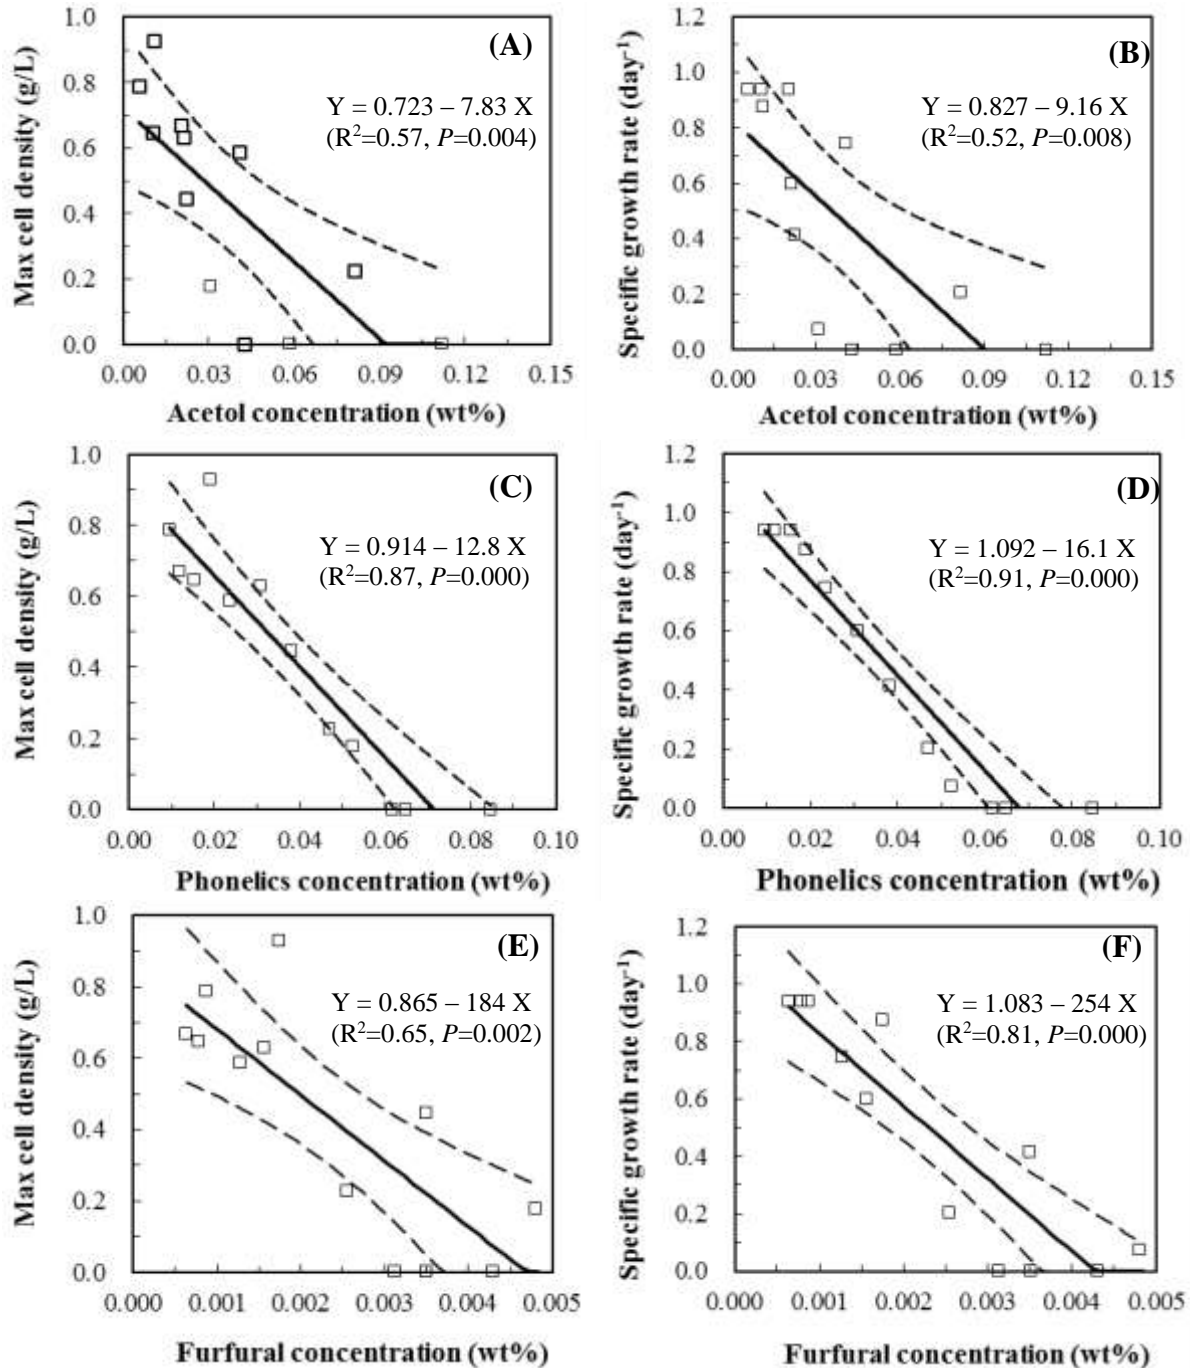 Max cell density (g/L)
1.0
0.8
0.6
0.4
0.2
0.0
(A)
Y = 0.723 – 7.83 X
(R²=0.57, P=0.004)
0.00 0.03 0.06 0.09 0.12 0.15
Acetol concentration (wt%)
Specific growth rate (day⁻¹)
1.2
1.0
0.8
0.6
0.4
0.2
0.0
(B)
Y = 0.827 – 9.16 X
(R²=0.52, P=0.008)
0.00 0.03 0.06 0.09 0.12 0.15
Acetol concentration (wt%)
Max cell density (g/L)
1.0
0.8
0.6
0.4
0.2
0.0
(C)
Y = 0.914 – 12.8 X
(R²=0.87, P=0.000)
0.00 0.02 0.04 0.06 0.08 0.10
Phonelics concentration (wt%)
Specific growth rate (day⁻¹)
1.2
1.0
0.8
0.6
0.4
0.2
0.0
(D)
Y = 1.092 – 16.1 X
(R²=0.91, P=0.000)
0.00 0.02 0.04 0.06 0.08 0.10
Phonelics concentration (wt%)
Max cell density (g/L)
1.0
0.8
0.6
0.4
0.2
0.0
(E)
Y = 0.865 – 184 X
(R²=0.65, P=0.002)
0.000 0.001 0.002 0.003 0.004 0.005
Furfural concentration (wt%)
Specific growth rate (day⁻¹)
1.2
1.0
0.8
0.6
0.4
0.2
0.0
(F)
Y = 1.083 – 254 X
(R²=0.81, P=0.000)
0.000 0.001 0.002 0.003 0.004 0.005
Furfural concentration (wt%)